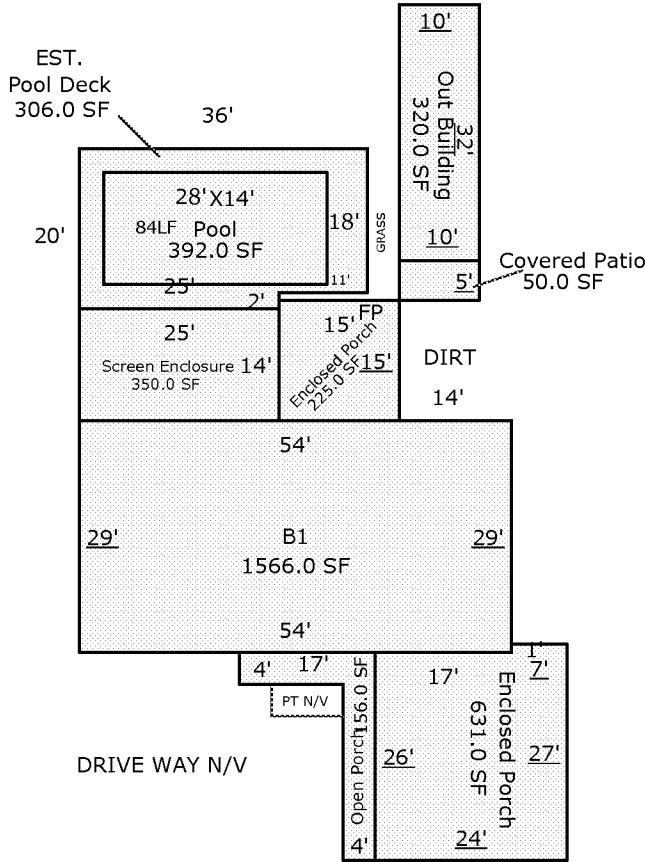 10'
EST.
Pool Deck
306.0 SF
36'
Out Building
320.0 SF
32'
10'
28'X14'
84LF Pool
392.0 SF
18'
GRASS
20'
25'
11'
2'
Covered Patio
50.0 SF
5'
25'
Screen Enclosure
350.0 SF
14'
FP
15'
Enclosed Porch
225.0 SF
15'
DIRT
14'
54'
29'
B1
1566.0 SF
29'
54'
4'
17'
PT N/V
Open Porch
156.0 SF
4'
1'
7'
17'
Enclosed Porch
631.0 SF
26'
27'
24'
DRIVE WAY N/V